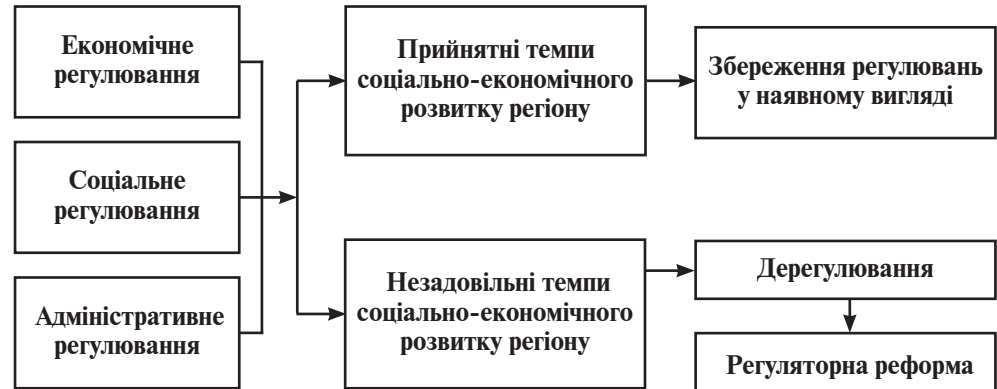 Економічне
регулювання
Соціальне
регулювання
Адміністративне
регулювання
Прийнятні темпи
соціально-економічного
розвитку регіону
Незадовільні темпи
соціально-економічного
розвитку регіону
Збереження регулювань
у наявному вигляді
Дерегулювання
Регуляторна реформа